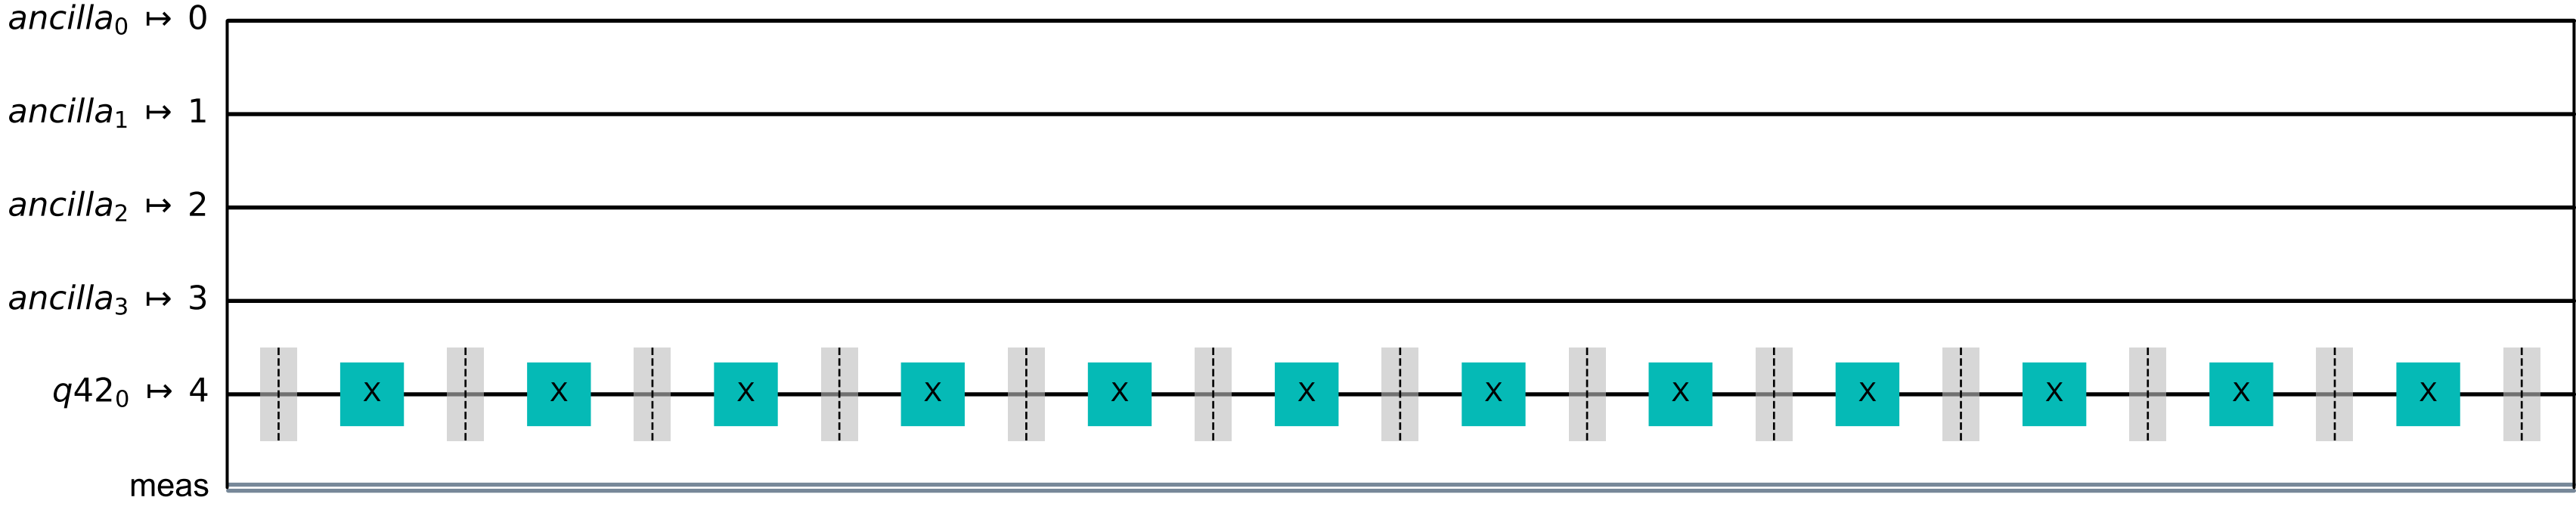 ancilla₀ ↦ 0
ancilla₁ ↦ 1
ancilla₂ ↦ 2
ancilla₃ ↦ 3
q42₀ ↦ 4 X X X X X X X X X X X X
meas